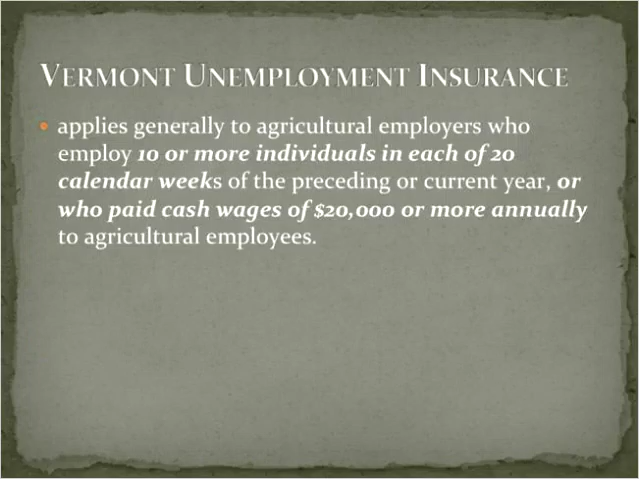 VERMONT UNEMPLOYMENT INSURANCE
• applies generally to agricultural employers who
employ 10 or more individuals in each of 20
calendar weeks of the preceding or current year, or
who paid cash wages of $20,000 or more annually
to agricultural employees.